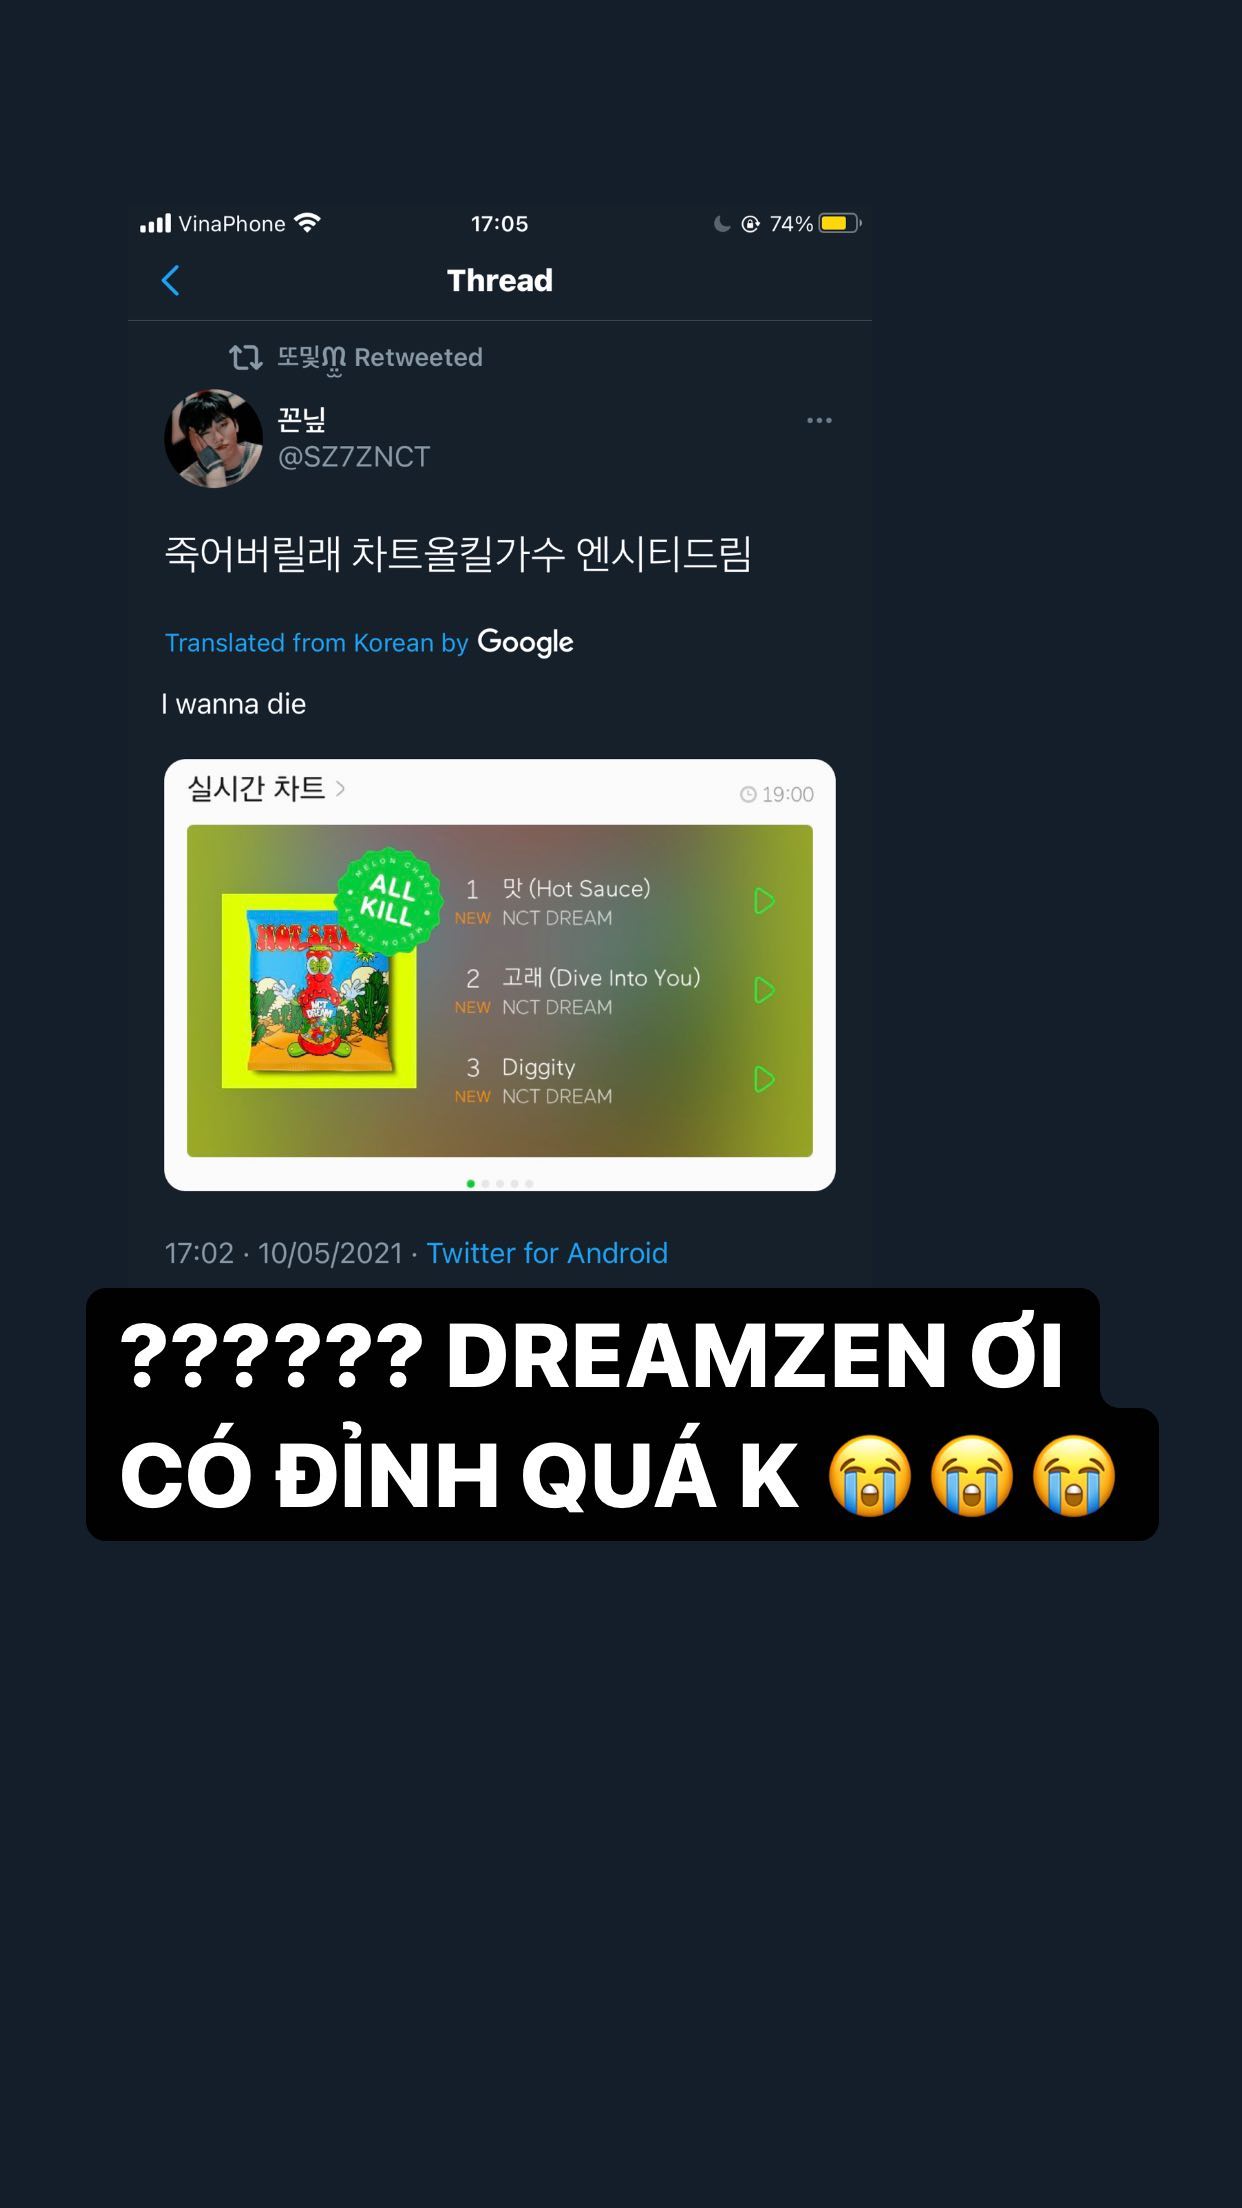 VinaPhone 17:05 74%
Thread
또및 Retweeted
꼰닢
@SZ7ZNCT
죽어버릴래 차트올킬가수 엔시티드림
Translated from Korean by Google
I wanna die
실시간 차트 >
19:00
MELON CHART
ALL
KILL
MELON CHART
HOT SAUCE
NCT
DREAM
1 맛 (Hot Sauce)
NEW NCT DREAM
2 고래 (Dive Into You)
NEW NCT DREAM
3 Diggity
NEW NCT DREAM
17:02 · 10/05/2021 · Twitter for Android
?????? DREAMZEN ƠI
CÓ ĐỈNH QUÁ K 😭😭😭